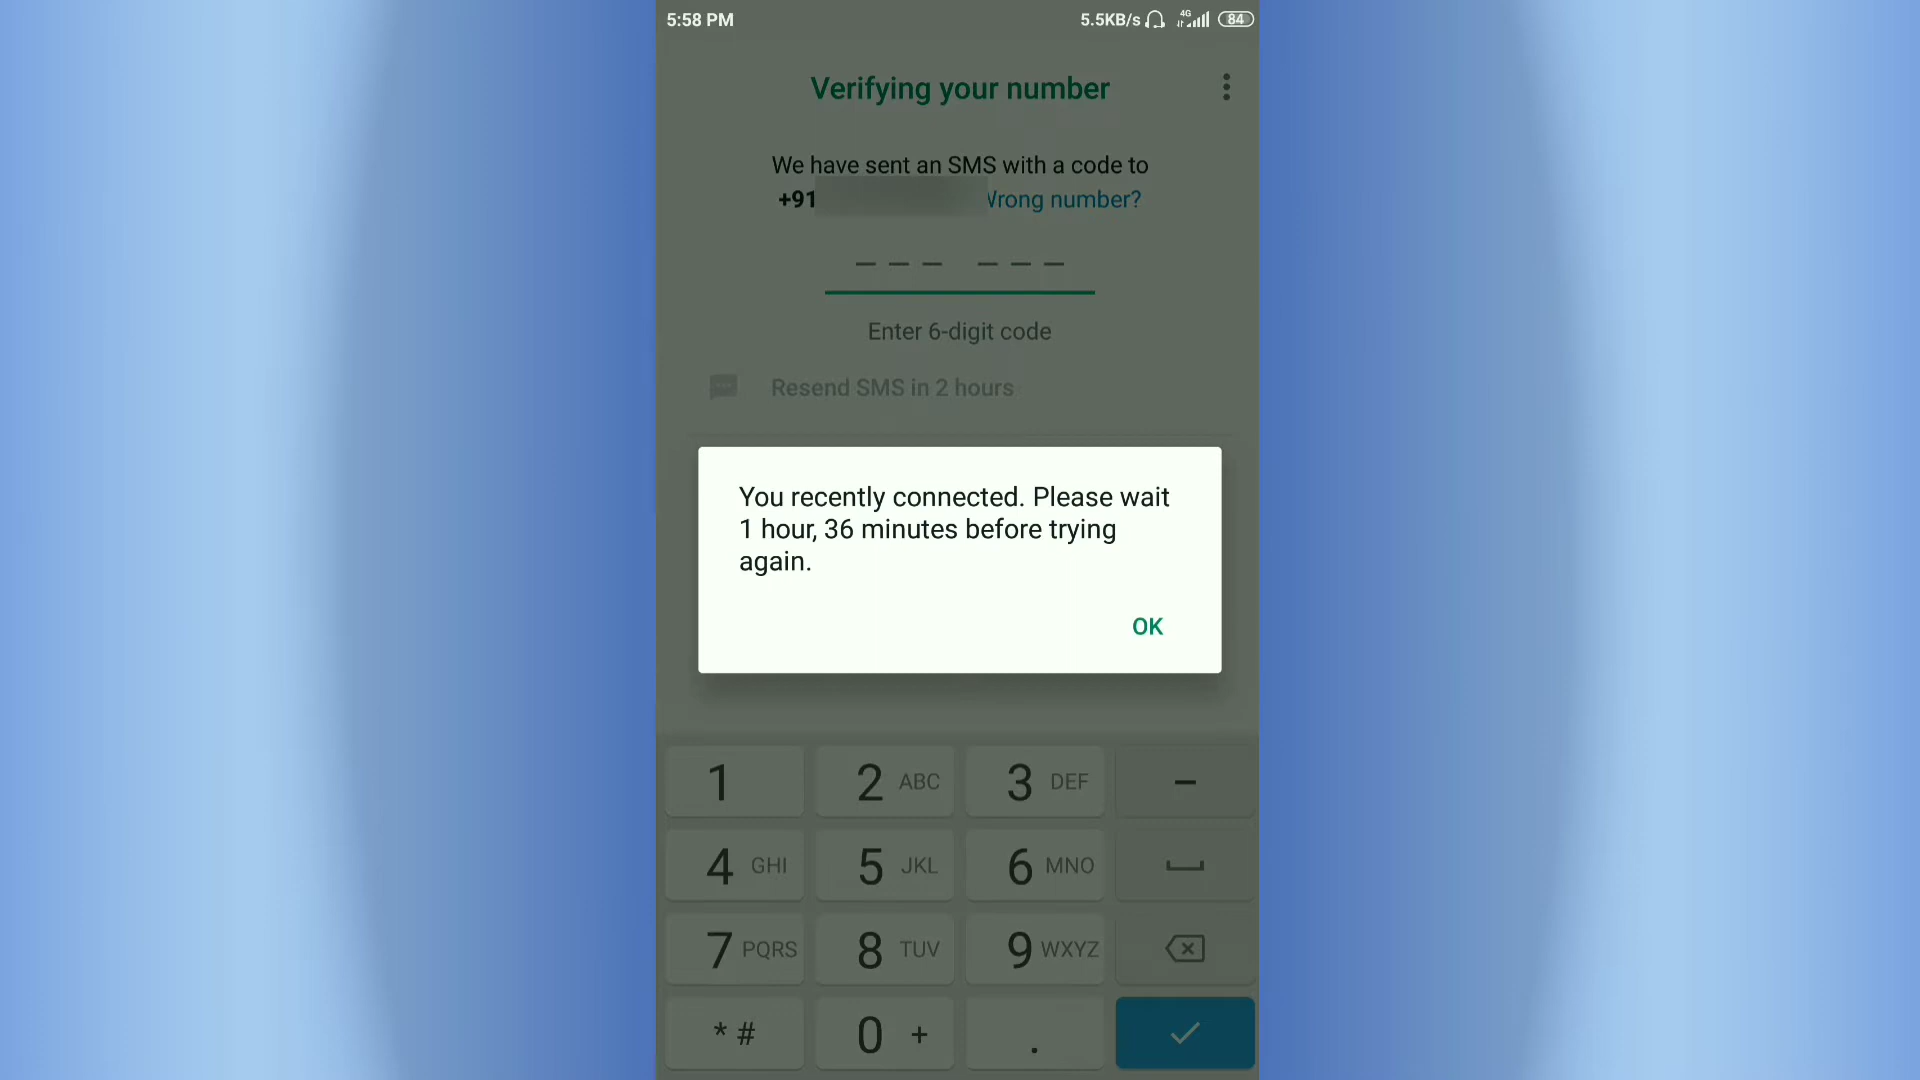 5:58 PM
5.5KB/s 4G 84
Verifying your number
We have sent an SMS with a code to
+91 Wrong number?
Enter 6-digit code
Resend SMS in 2 hours
You recently connected. Please wait
1 hour, 36 minutes before trying
again.
OK
1 2 ABC 3 DEF –
4 GHI 5 JKL 6 MNO
7 PQRS 8 TUV 9 WXYZ
* # 0 + .